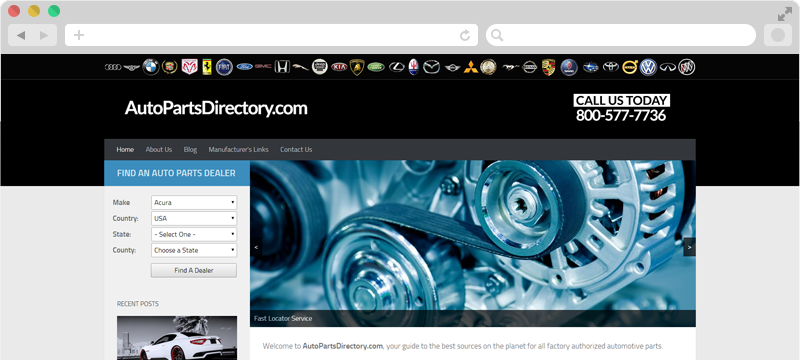 AutoPartsDirectory.com
CALL US TODAY
800-577-7736
Home About Us Blog Manufacturer's Links Contact Us
FIND AN AUTO PARTS DEALER
Make Acura
Country: USA
State: - Select One -
County: Choose a State
Find A Dealer
< >
Fast Locator Service
RECENT POSTS
Welcome to AutoPartsDirectory.com, your guide to the best sources on the planet for all factory authorized automotive parts.